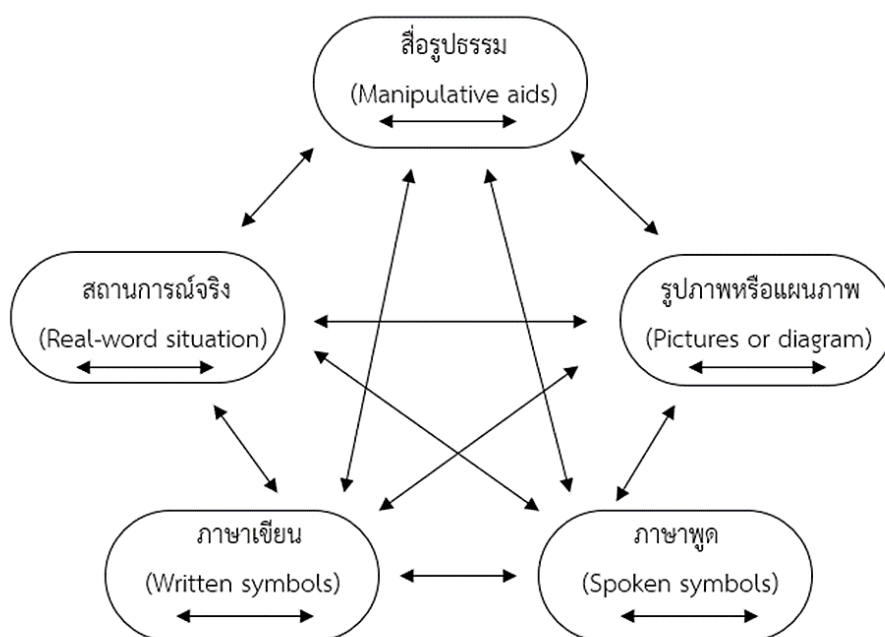 สื่อรูปธรรม
(Manipulative aids)
สถานการณ์จริง
(Real-word situation)
รูปภาพหรือแผนภาพ
(Pictures or diagram)
ภาษาเขียน
(Written symbols)
ภาษาพูด
(Spoken symbols)